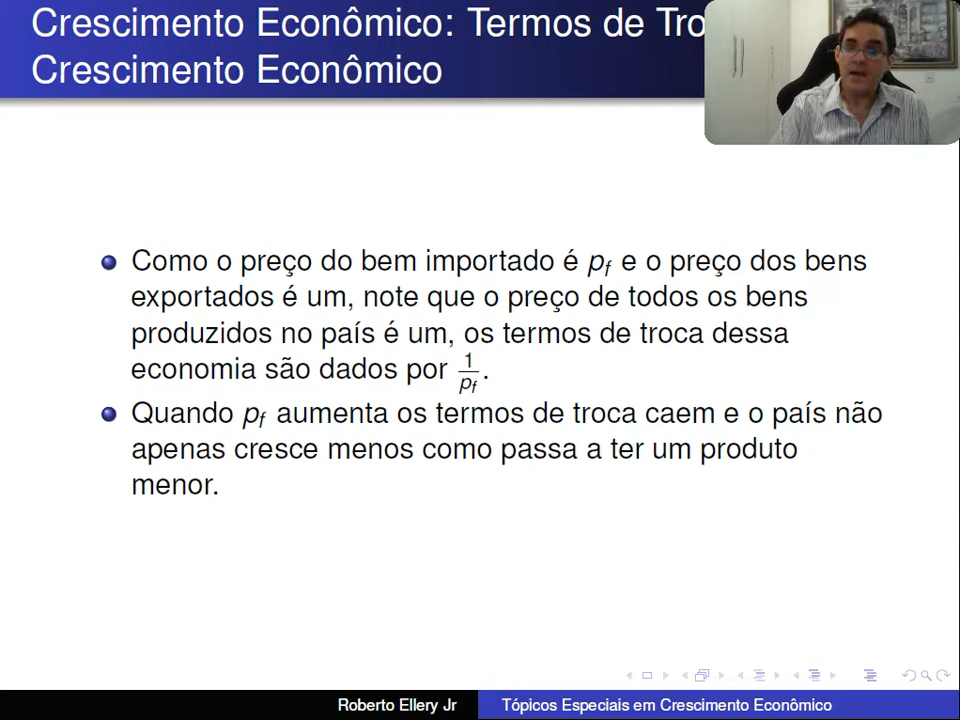 Crescimento Econômico: Termos de Tro
Crescimento Econômico
Como o preço do bem importado é p_f e o preço dos bens
exportados é um, note que o preço de todos os bens
produzidos no país é um, os termos de troca dessa
economia são dados por 1/p_f.
Quando p_f aumenta os termos de troca caem e o país não
apenas cresce menos como passa a ter um produto
menor.
Roberto Ellery Jr
Tópicos Especiais em Crescimento Econômico